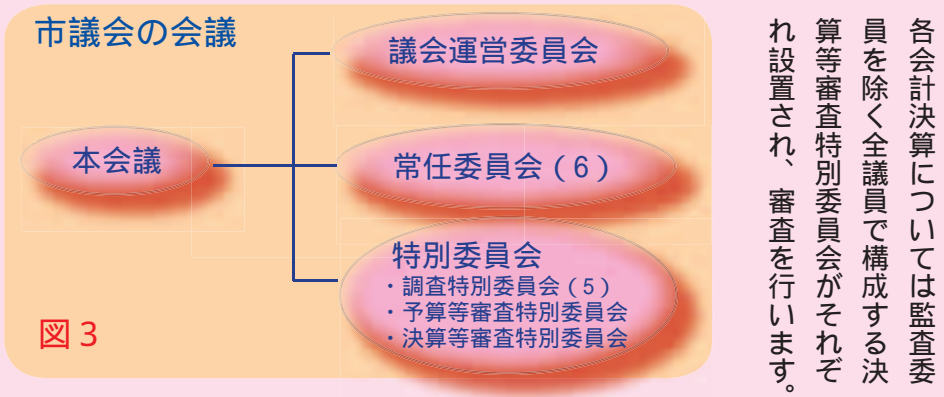 市議会の会議
本会議
議会運営委員会
常任委員会（６）
特別委員会
・調査特別委員会（５）
・予算等審査特別委員会
・決算等審査特別委員会
図３
各会計決算については監査委
員を除く全議員で構成する決
算等審査特別委員会がそれぞ
れ設置され、審査を行います。